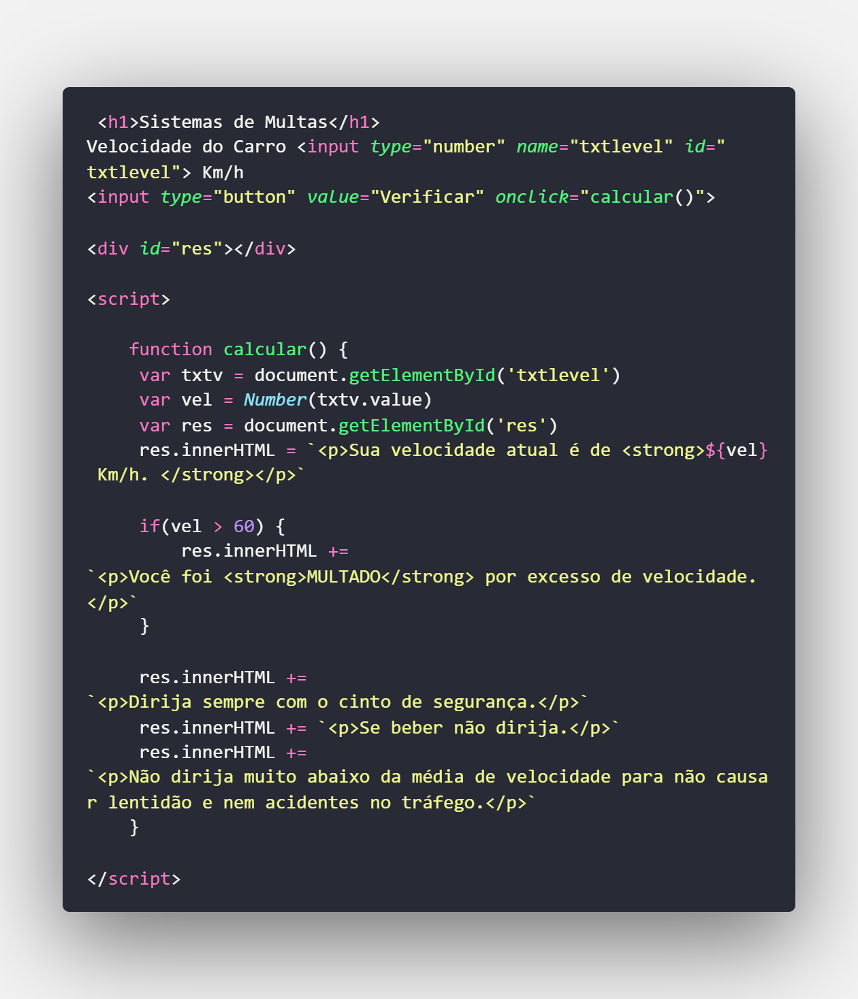 <h1>Sistemas de Multas</h1>
Velocidade do Carro <input type="number" name="txtlevel" id="
txtlevel"> Km/h
<input type="button" value="Verificar" onclick="calcular()">
<div id="res"></div>
<script>
function calcular() {
var txtv = document.getElementById('txtlevel')
var vel = Number(txtv.value)
var res = document.getElementById('res')
res.innerHTML = `<p>Sua velocidade atual é de <strong>${vel}
Km/h. </strong></p>`
if(vel > 60) {
res.innerHTML +=
`<p>Você foi <strong>MULTADO</strong> por excesso de velocidade.
</p>`
}
res.innerHTML +=
`<p>Dirija sempre com o cinto de segurança.</p>`
res.innerHTML += `<p>Se beber não dirija.</p>`
res.innerHTML +=
`<p>Não dirija muito abaixo da média de velocidade para não causa
r lentidão e nem acidentes no tráfego.</p>`
}
</script>